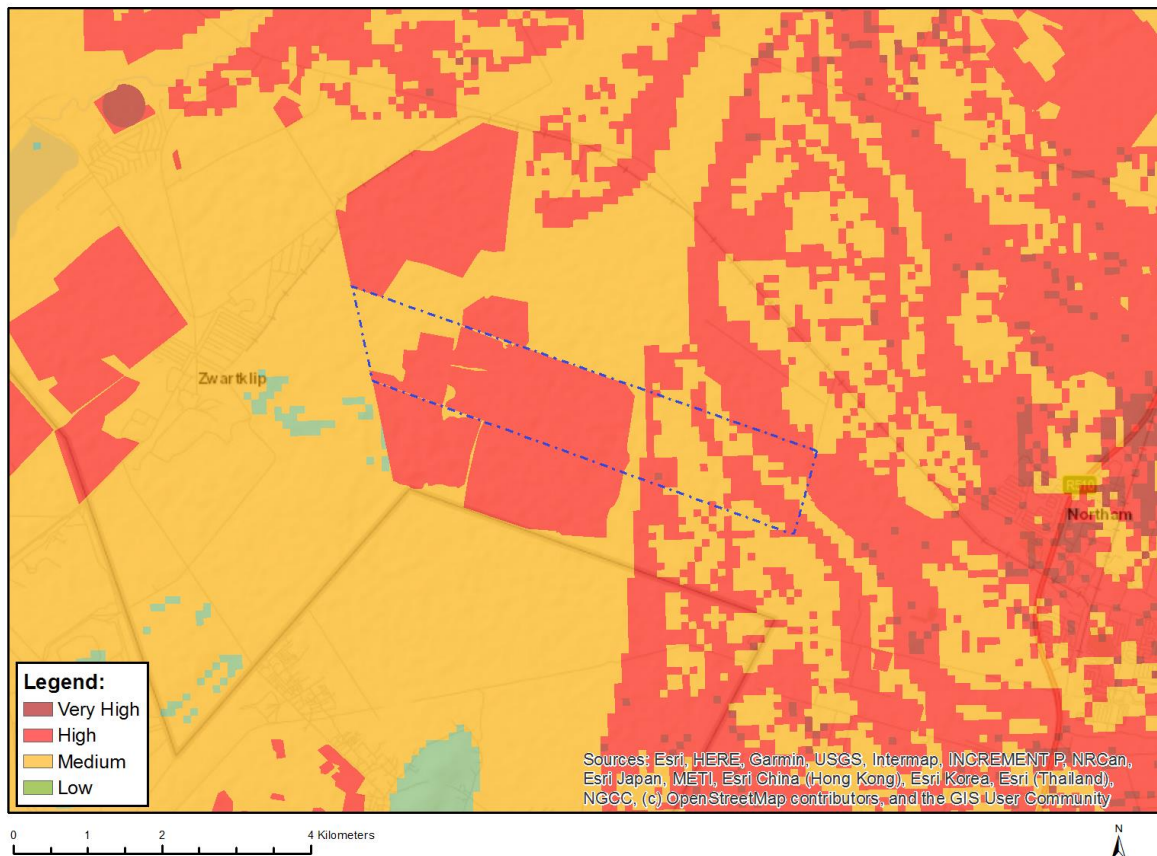 Zwartklip
R510
Northam
Legend:
Very High
High
Medium
Low
Sources: Esri, HERE, Garmin, USGS, Intermap, INCREMENT P, NRCan,
Esri Japan, METI, Esri China (Hong Kong), Esri Korea, Esri (Thailand),
NGCC, (c) OpenStreetMap contributors, and the GIS User Community
0 1 2 4 Kilometers
N